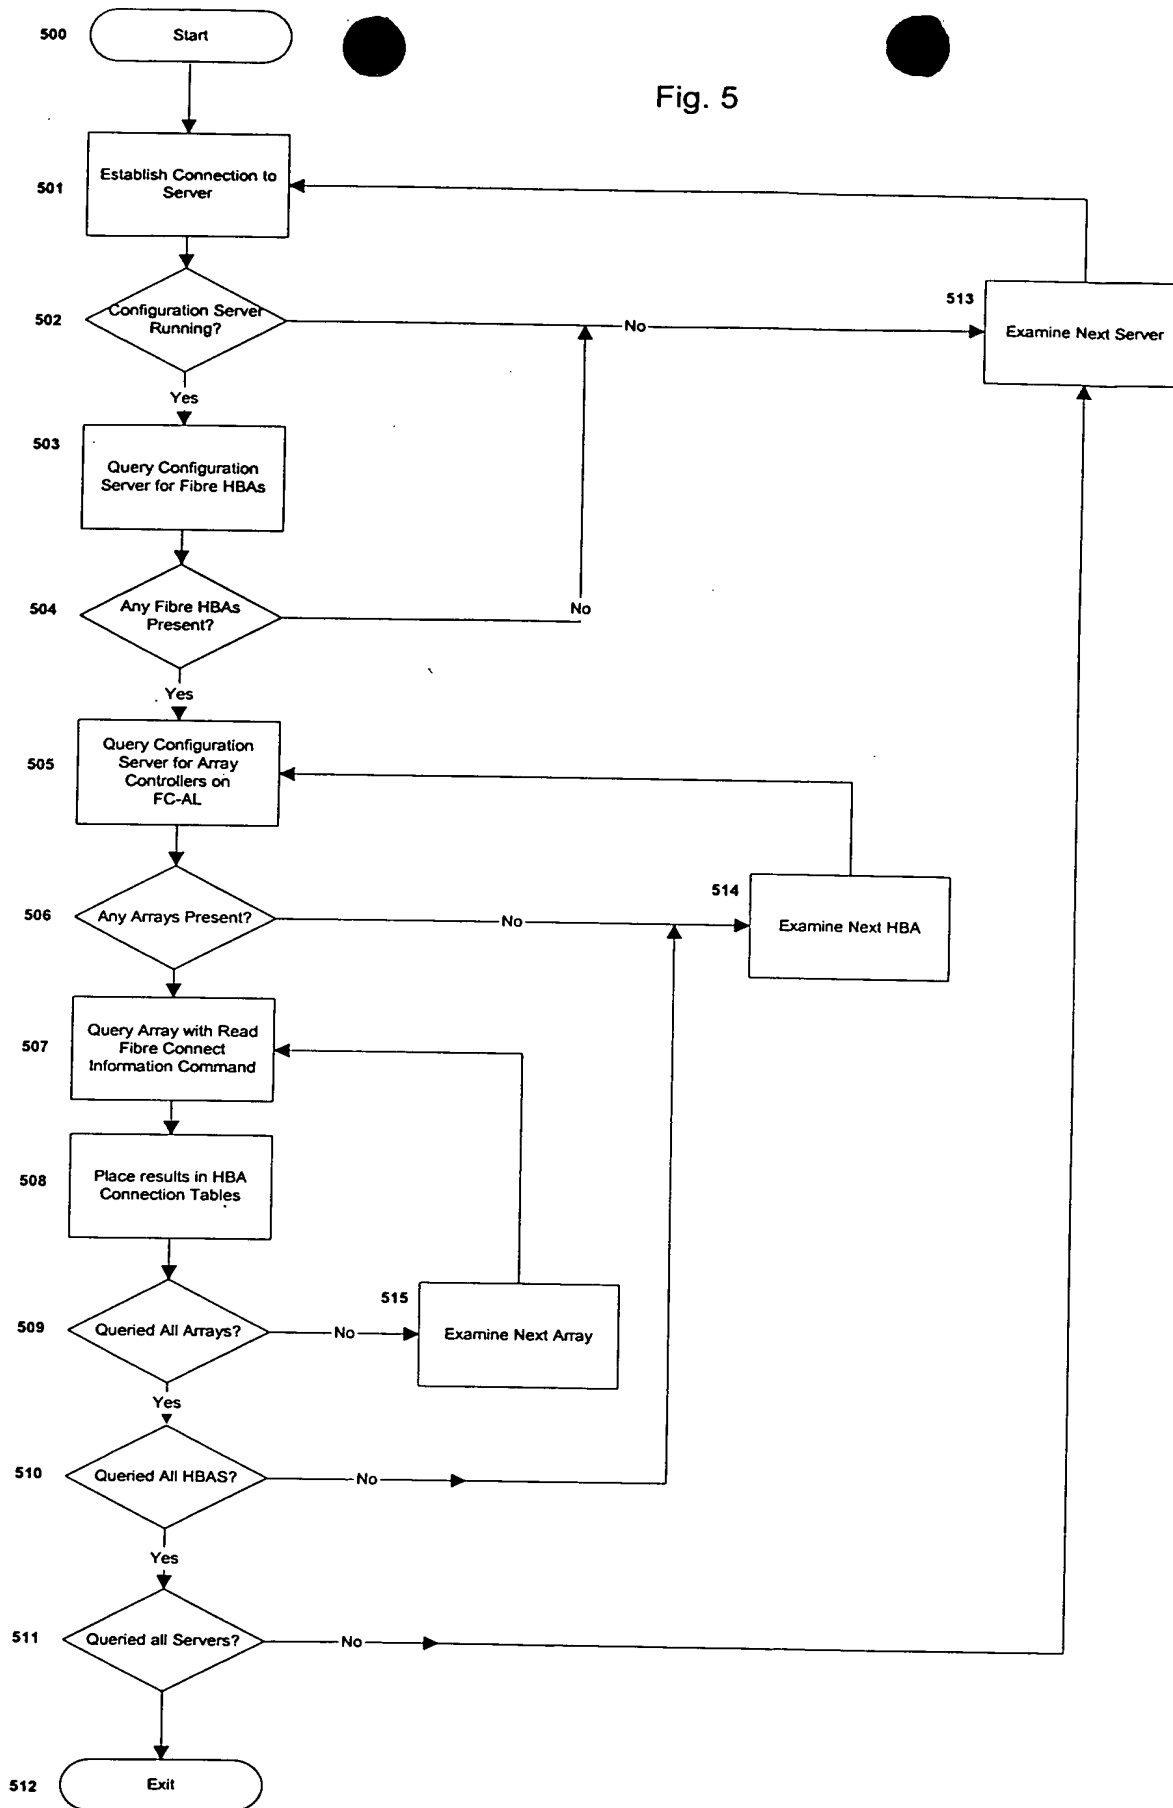 500
Start
Fig. 5
501
Establish Connection to
Server
502
Configuration Server
Running?
No
513
Examine Next Server
Yes
503
Query Configuration
Server for Fibre HBAs
504
Any Fibre HBAs
Present?
No
Yes
505
Query Configuration
Server for Array
Controllers on
FC-AL
506
Any Arrays Present?
No
514
Examine Next HBA
507
Query Array with Read
Fibre Connect
Information Command
508
Place results in HBA
Connection Tables
509
Queried All Arrays?
No
515
Examine Next Array
Yes
510
Queried All HBAS?
No
Yes
511
Queried all Servers?
No
512
Exit